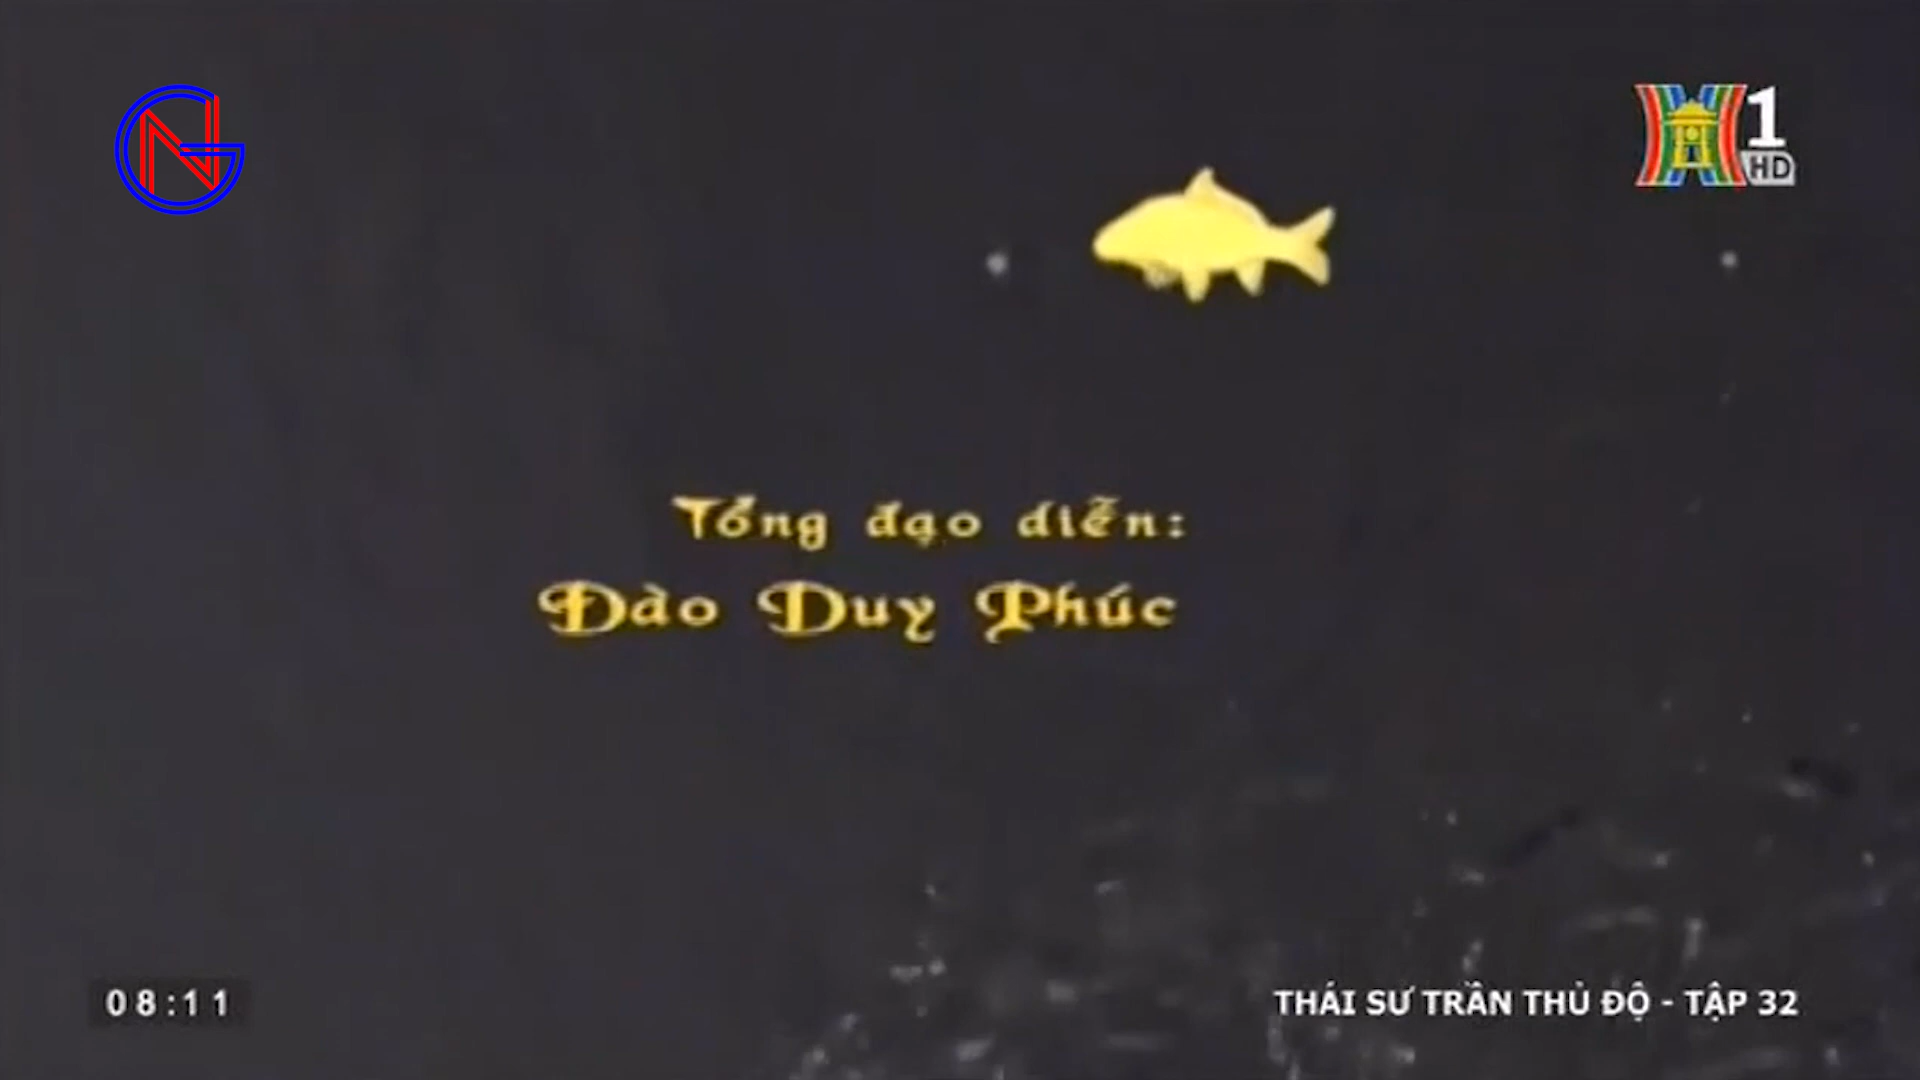 1
HD
Tổng đạo diễn:
Đào Duy Phúc
08:11
THÁI SƯ TRẦN THỦ ĐỘ - TẬP 32